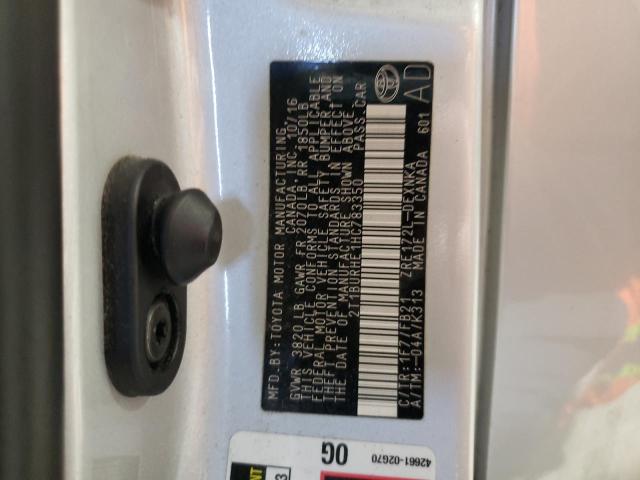 MFD.BY:TOYOTA MOTOR MANUFACTURING
CANADA,INC. 10/16
GVWR 3820LB GAWR FR 2070LB RR 1850LB
THIS VEHICLE CONFORMS TO ALL APPLICABLE
FEDERAL MOTOR VEHICLE SAFETY, BUMPER, AND
THEFT PREVENTION STANDARDS IN EFFECT ON
THE DATE OF MANUFACTURE SHOWN ABOVE.
2T1BURHE1HC783350 PASS.CAR
C/TR:1F7/FB21 ZRE172L-DEXNKA
A/TM:-04A/K313 MADE IN CANADA 601
AD
0G
42661-02G70